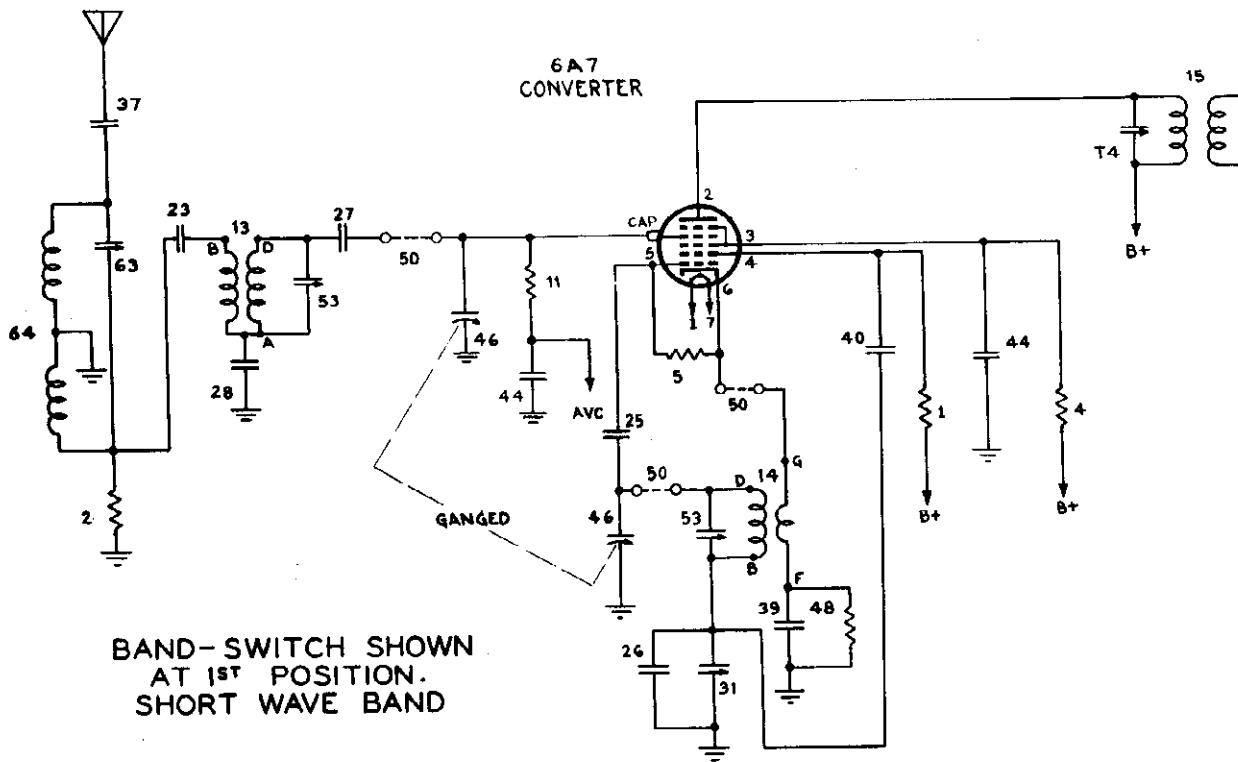 6A7
CONVERTER
15
37
T4
2
CAP
3
23
13
27
B
D
50
5
4
B+
63
53
11
6
1
7
64
A
46
5
40
44
28
44
50
1
4
AVC
25
G
50
D
14
2
GANGED
46
53
B+
B+
B
F
39
48
BAND-SWITCH SHOWN
26
AT 1ST POSITION.
31
SHORT WAVE BAND